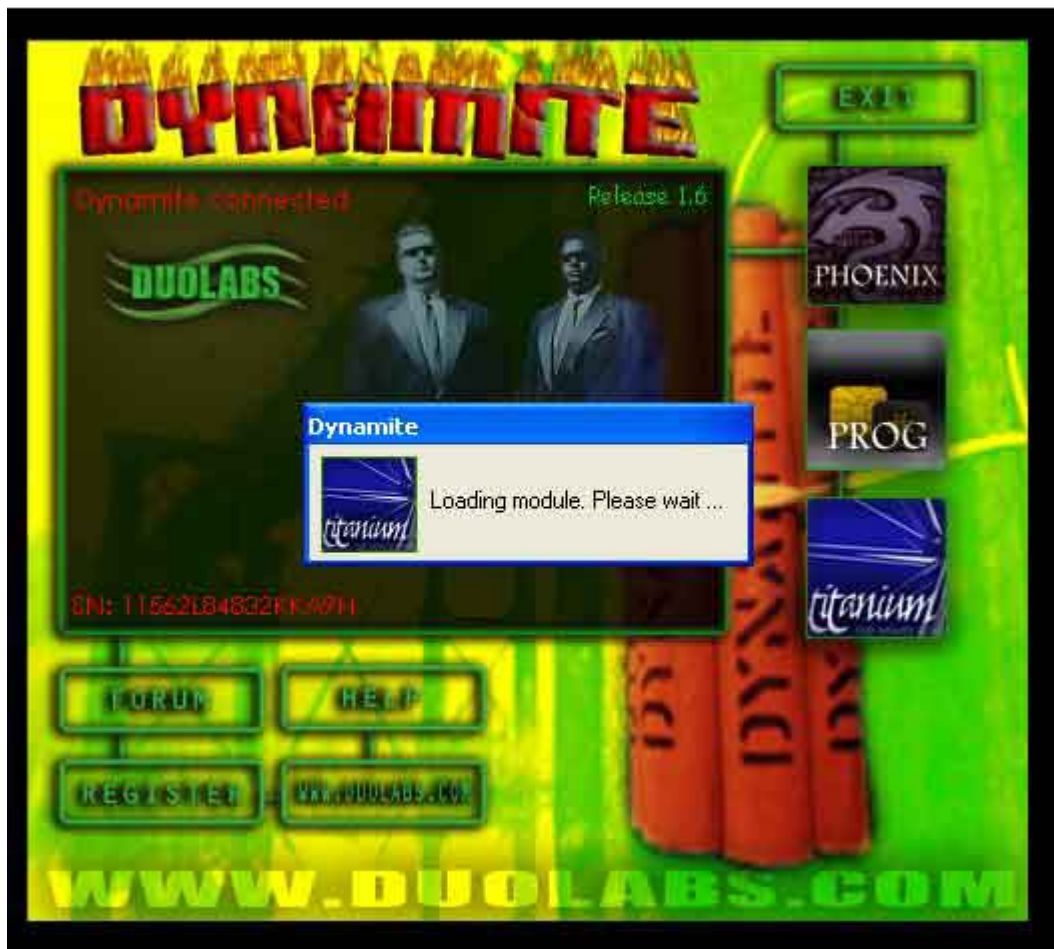 DYNAMITE
EXIT
Dynamite connected
Release 1.6
DUOLABS
PHOENIX
Dynamite
titanium
Loading module. Please wait ...
PROG
titanium
DYNAMITE
FORUM
HELP
REGISTER
WWW.DUOLABS.COM
WWW.DUOLABS.COM